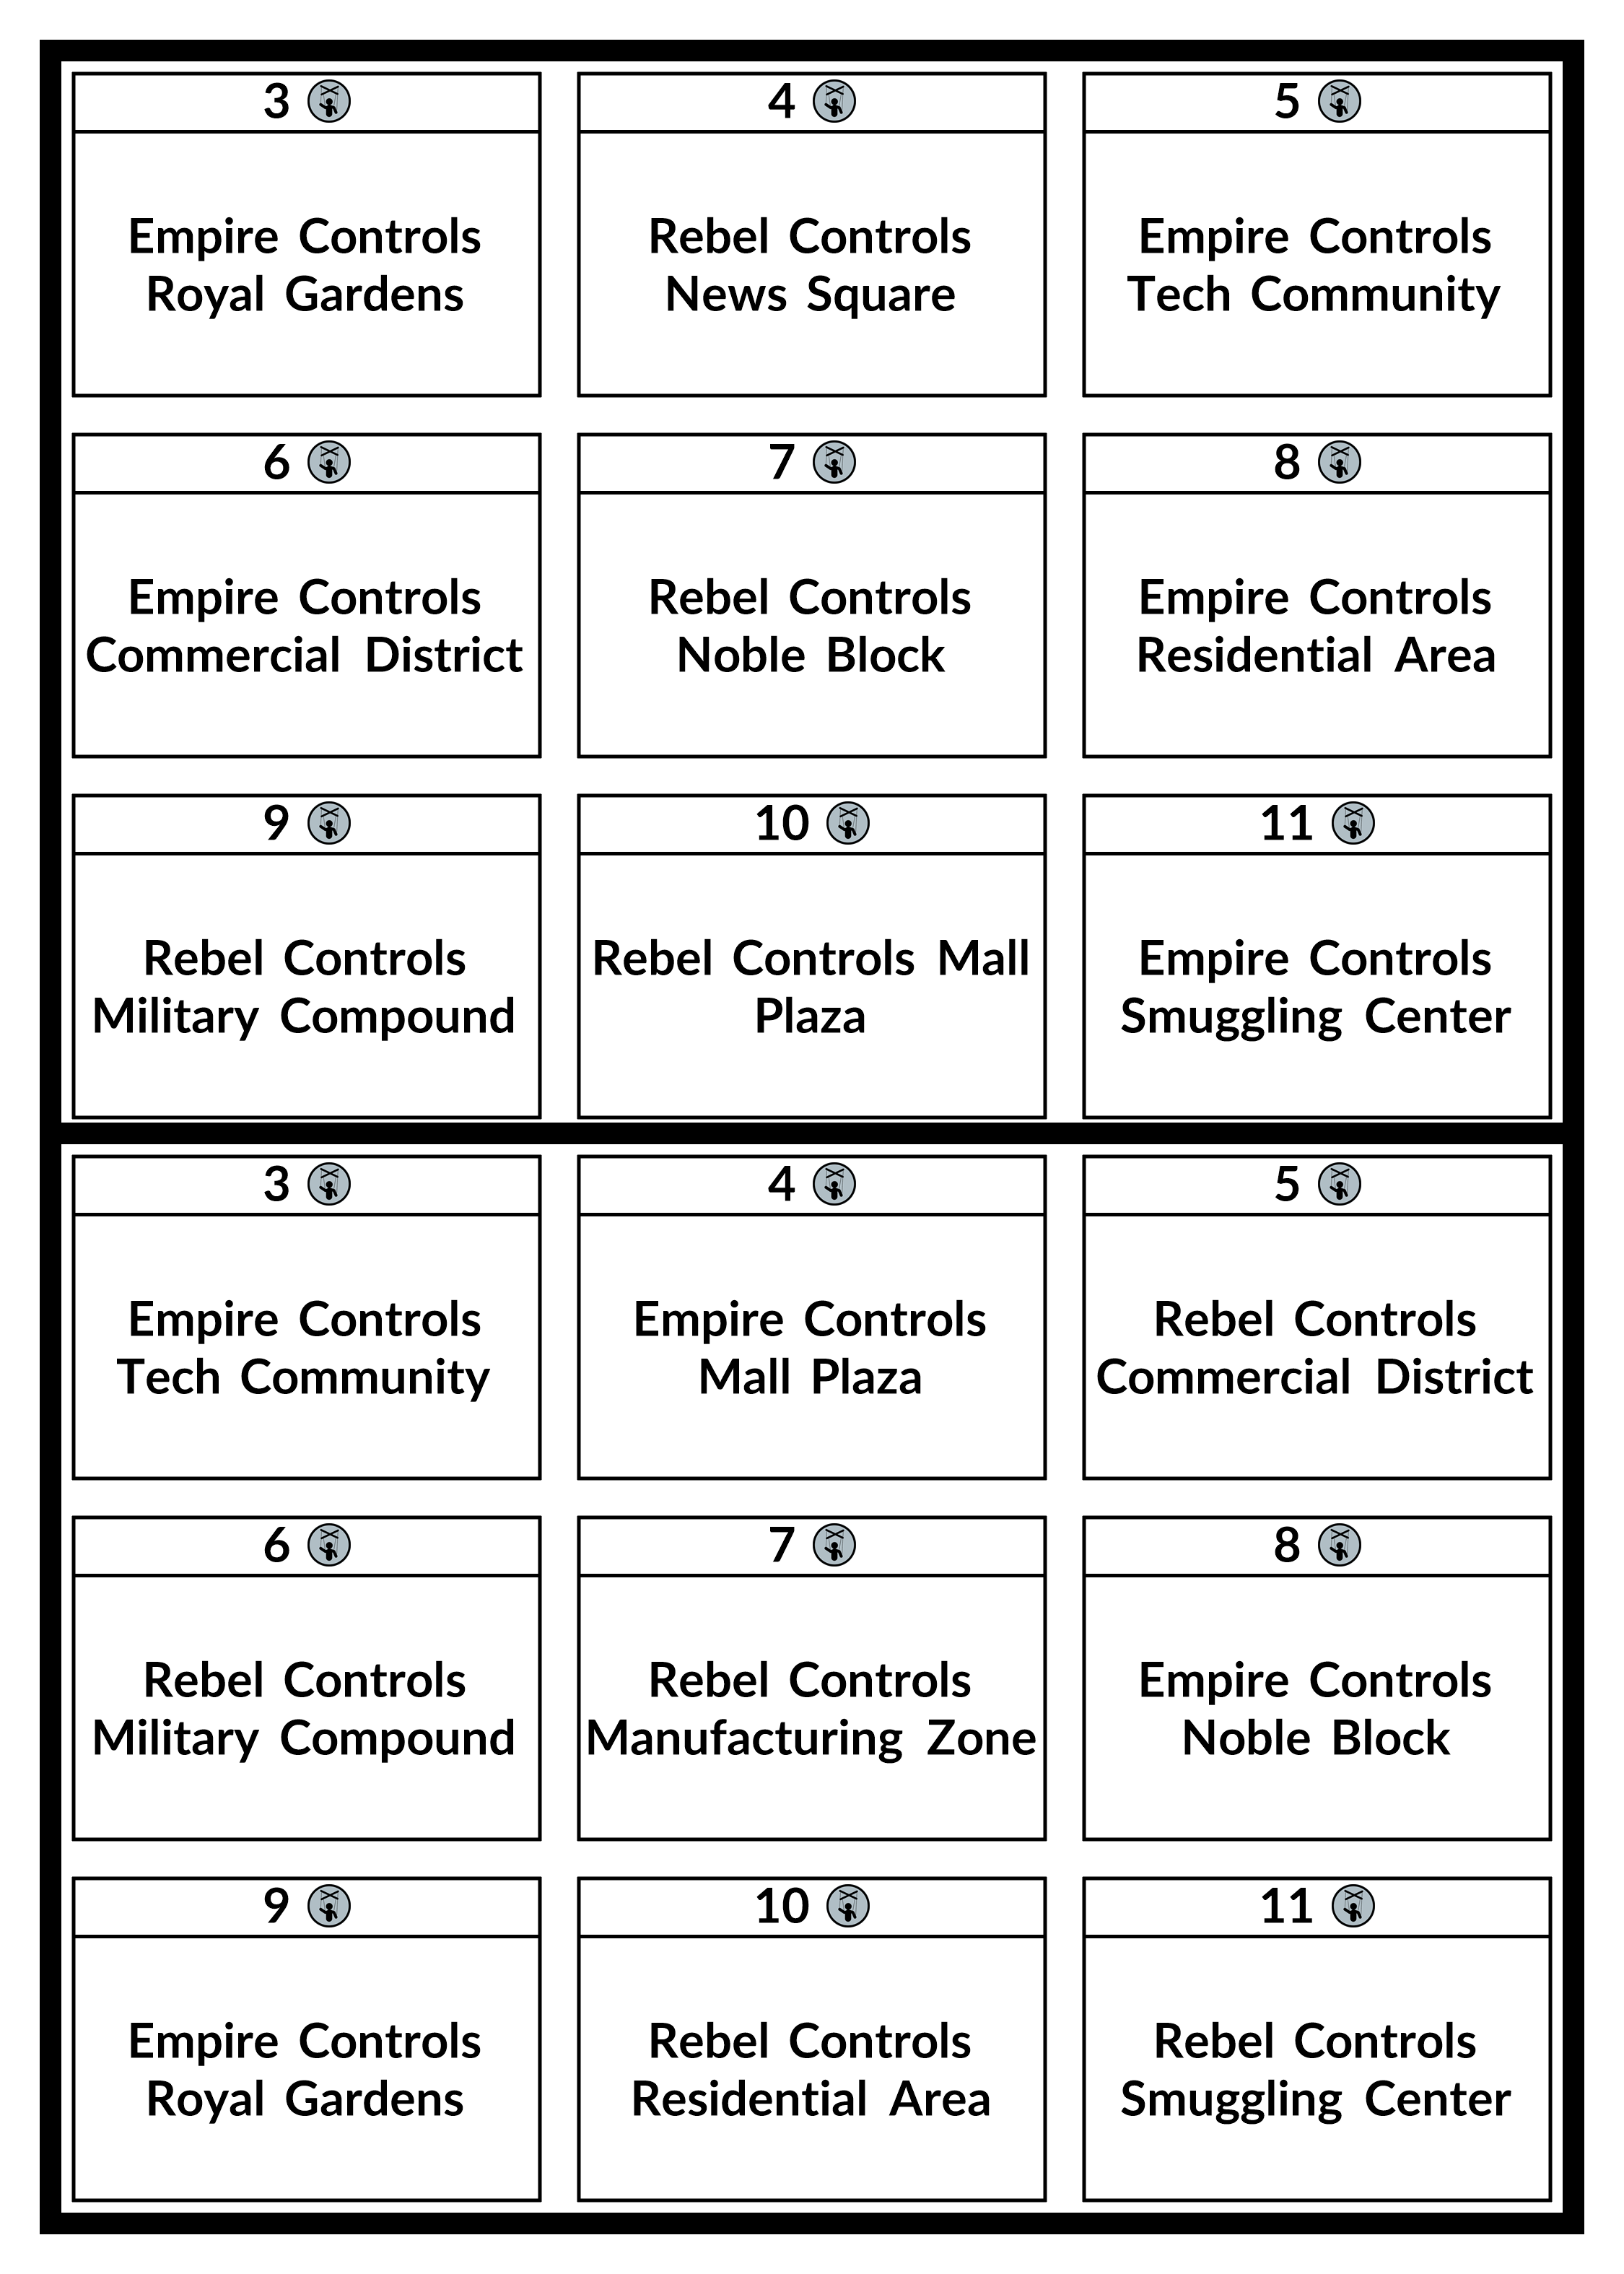 3
4
5
Empire Controls
Royal Gardens
Rebel Controls
News Square
Empire Controls
Tech Community
6
7
8
Empire Controls
Commercial District
Rebel Controls
Noble Block
Empire Controls
Residential Area
9
10
11
Rebel Controls
Military Compound
Rebel Controls Mall
Plaza
Empire Controls
Smuggling Center
3
4
5
Empire Controls
Tech Community
Empire Controls
Mall Plaza
Rebel Controls
Commercial District
6
7
8
Rebel Controls
Military Compound
Rebel Controls
Manufacturing Zone
Empire Controls
Noble Block
9
10
11
Empire Controls
Royal Gardens
Rebel Controls
Residential Area
Rebel Controls
Smuggling Center